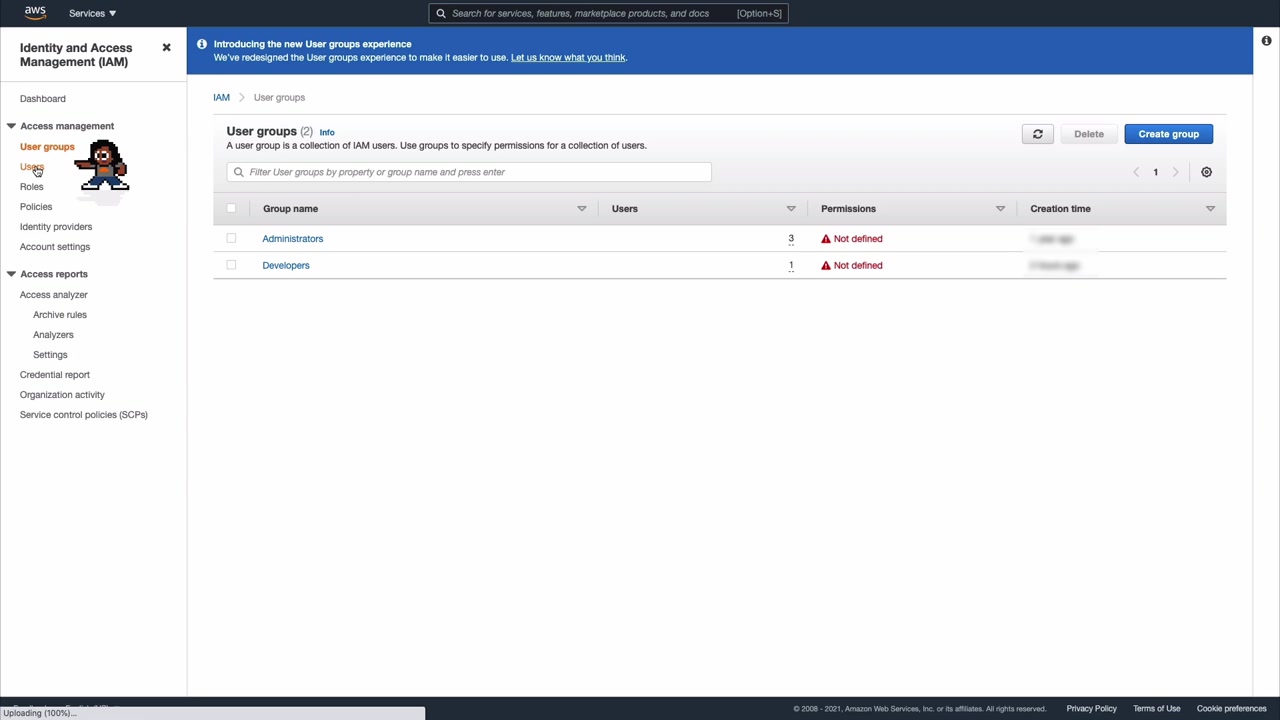 aws
Services
Search for services, features, marketplace products, and docs
[Option+S]
Identity and Access
Management (IAM)
Dashboard
Access management
User groups
Users
Roles
Policies
Identity providers
Account settings
Access reports
Access analyzer
Archive rules
Analyzers
Settings
Credential report
Organization activity
Service control policies (SCPs)
Introducing the new User groups experience
We've redesigned the User groups experience to make it easier to use. Let us know what you think.
IAM > User groups
User groups (2) Info
A user group is a collection of IAM users. Use groups to specify permissions for a collection of users.
Delete
Create group
Filter User groups by property or group name and press enter
1
Group name Users Permissions Creation time
Administrators 3 Not defined
Developers 1 Not defined
Uploading (100%)...
© 2008 - 2021, Amazon Web Services, Inc. or its affiliates. All rights reserved. Privacy Policy Terms of Use Cookie preferences